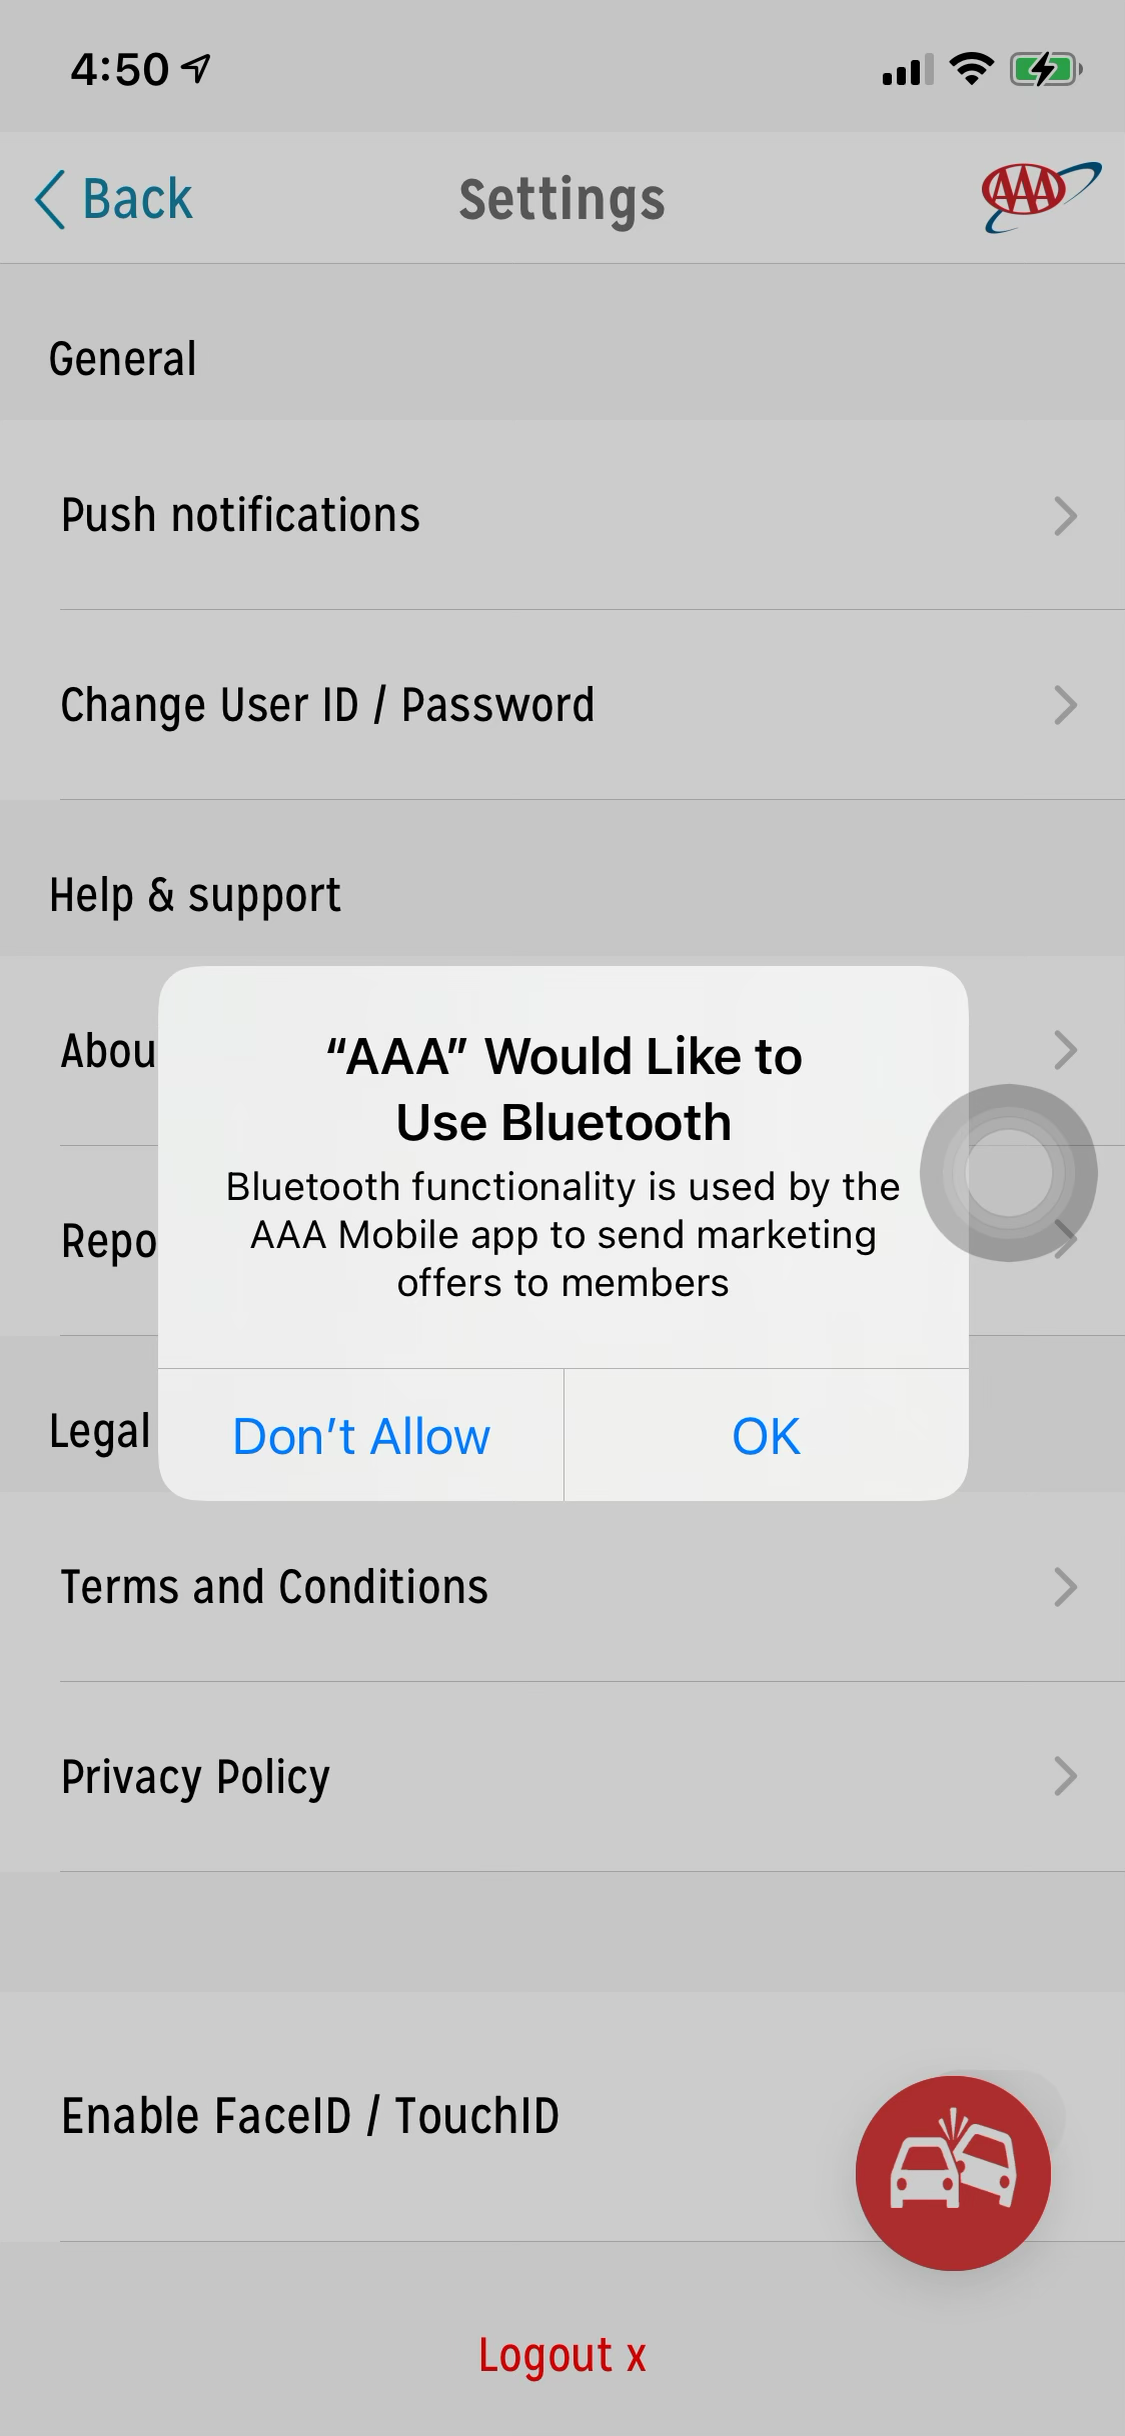 4:50
Back
Settings
AAA
General
Push notifications
Change User ID / Password
Help & support
Abou
“AAA” Would Like to
Use Bluetooth
Bluetooth functionality is used by the
AAA Mobile app to send marketing
offers to members
Repo
Don’t Allow
OK
Legal
Terms and Conditions
Privacy Policy
Enable FaceID / TouchID
Logout x